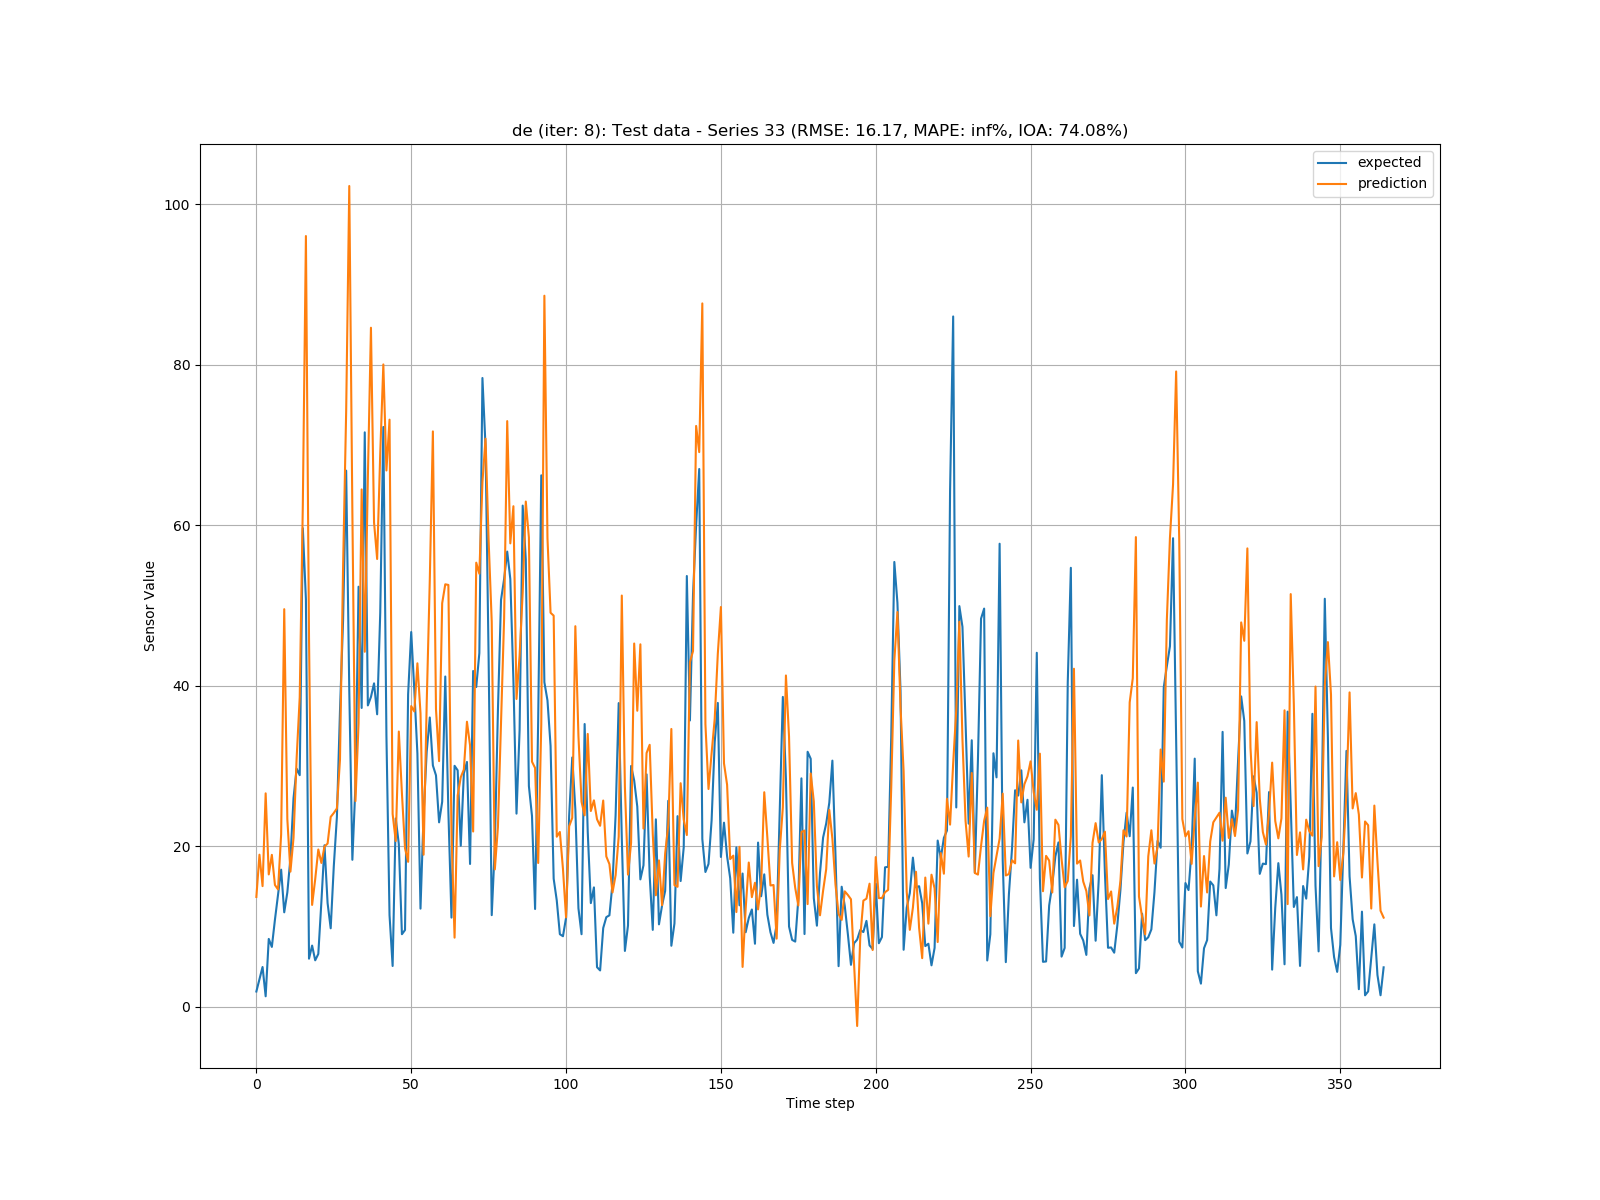 de (iter: 8): Test data - Series 33 (RMSE: 16.17, MAPE: inf%, IOA: 74.08%)
expected
prediction
100
80
60
40
20
0
Sensor Value
0 50 100 150 200 250 300 350
Time step